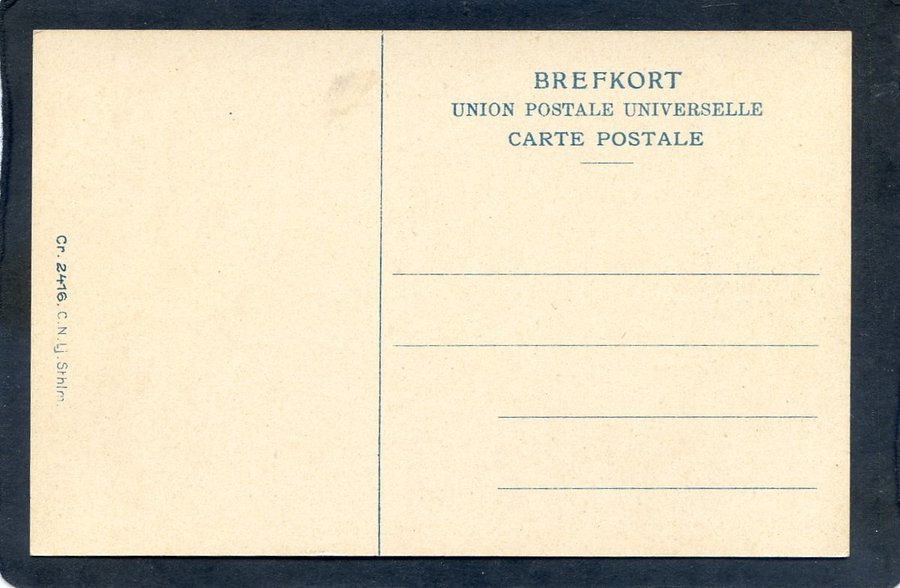 BREFKORT
UNION POSTALE UNIVERSELLE
CARTE POSTALE
Cr. 2416. C.N.Lj. Sthlm.